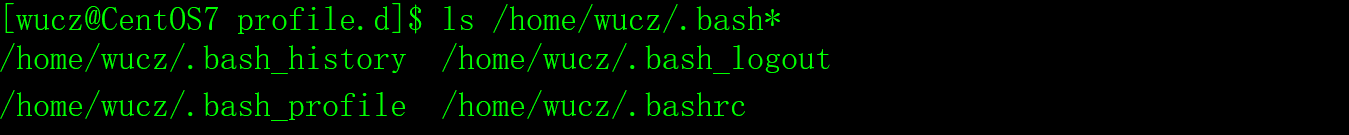 [wucz@CentOS7 profile.d]$ ls /home/wucz/.bash*
/home/wucz/.bash_history  /home/wucz/.bash_logout
/home/wucz/.bash_profile  /home/wucz/.bashrc